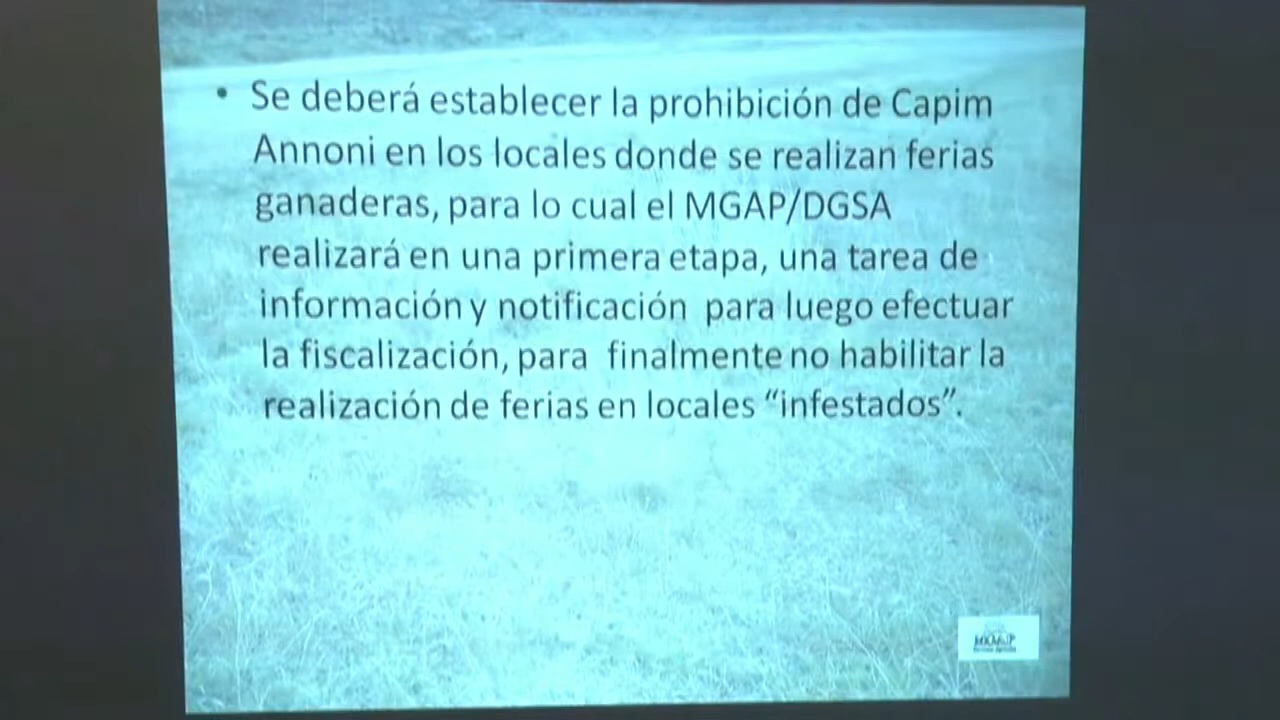 • Se deberá establecer la prohibición de Capim
Annoni en los locales donde se realizan ferias
ganaderas, para lo cual el MGAP/DGSA
realizará en una primera etapa, una tarea de
información y notificación para luego efectuar
la fiscalización, para finalmente no habilitar la
realización de ferias en locales “infestados”.